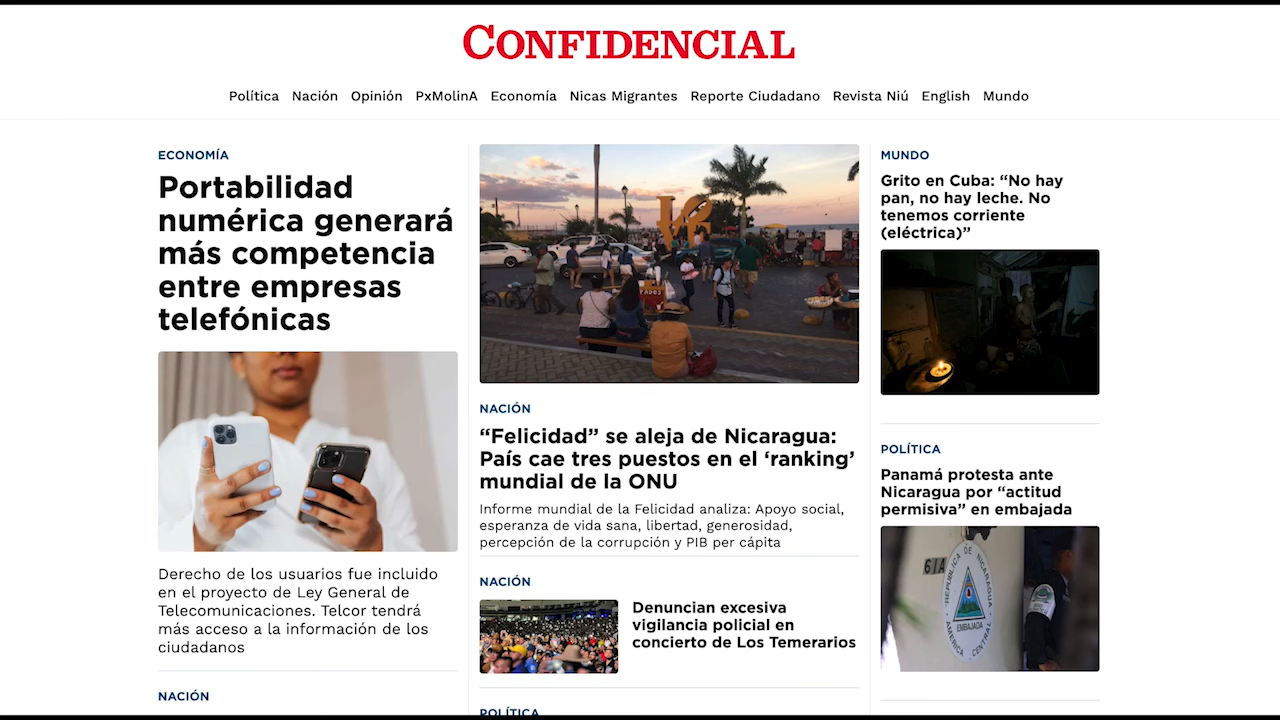 CONFIDENCIAL
Política Nación Opinión PxMolinA Economía Nicas Migrantes Reporte Ciudadano Revista Niú English Mundo
ECONOMÍA
Portabilidad
numérica generará
más competencia
entre empresas
telefónicas
Derecho de los usuarios fue incluido
en el proyecto de Ley General de
Telecomunicaciones. Telcor tendrá
más acceso a la información de los
ciudadanos
NACIÓN
NACIÓN
“Felicidad” se aleja de Nicaragua:
País cae tres puestos en el ‘ranking’
mundial de la ONU
Informe mundial de la Felicidad analiza: Apoyo social,
esperanza de vida sana, libertad, generosidad,
percepción de la corrupción y PIB per cápita
NACIÓN
Denuncian excesiva
vigilancia policial en
concierto de Los Temerarios
POLÍTICA
MUNDO
Grito en Cuba: “No hay
pan, no hay leche. No
tenemos corriente
(eléctrica)”
POLÍTICA
Panamá protesta ante
Nicaragua por “actitud
permisiva” en embajada
61A
REPUBLICA DE NICARAGUA
EMBAJADA
AMERICA CENTRAL